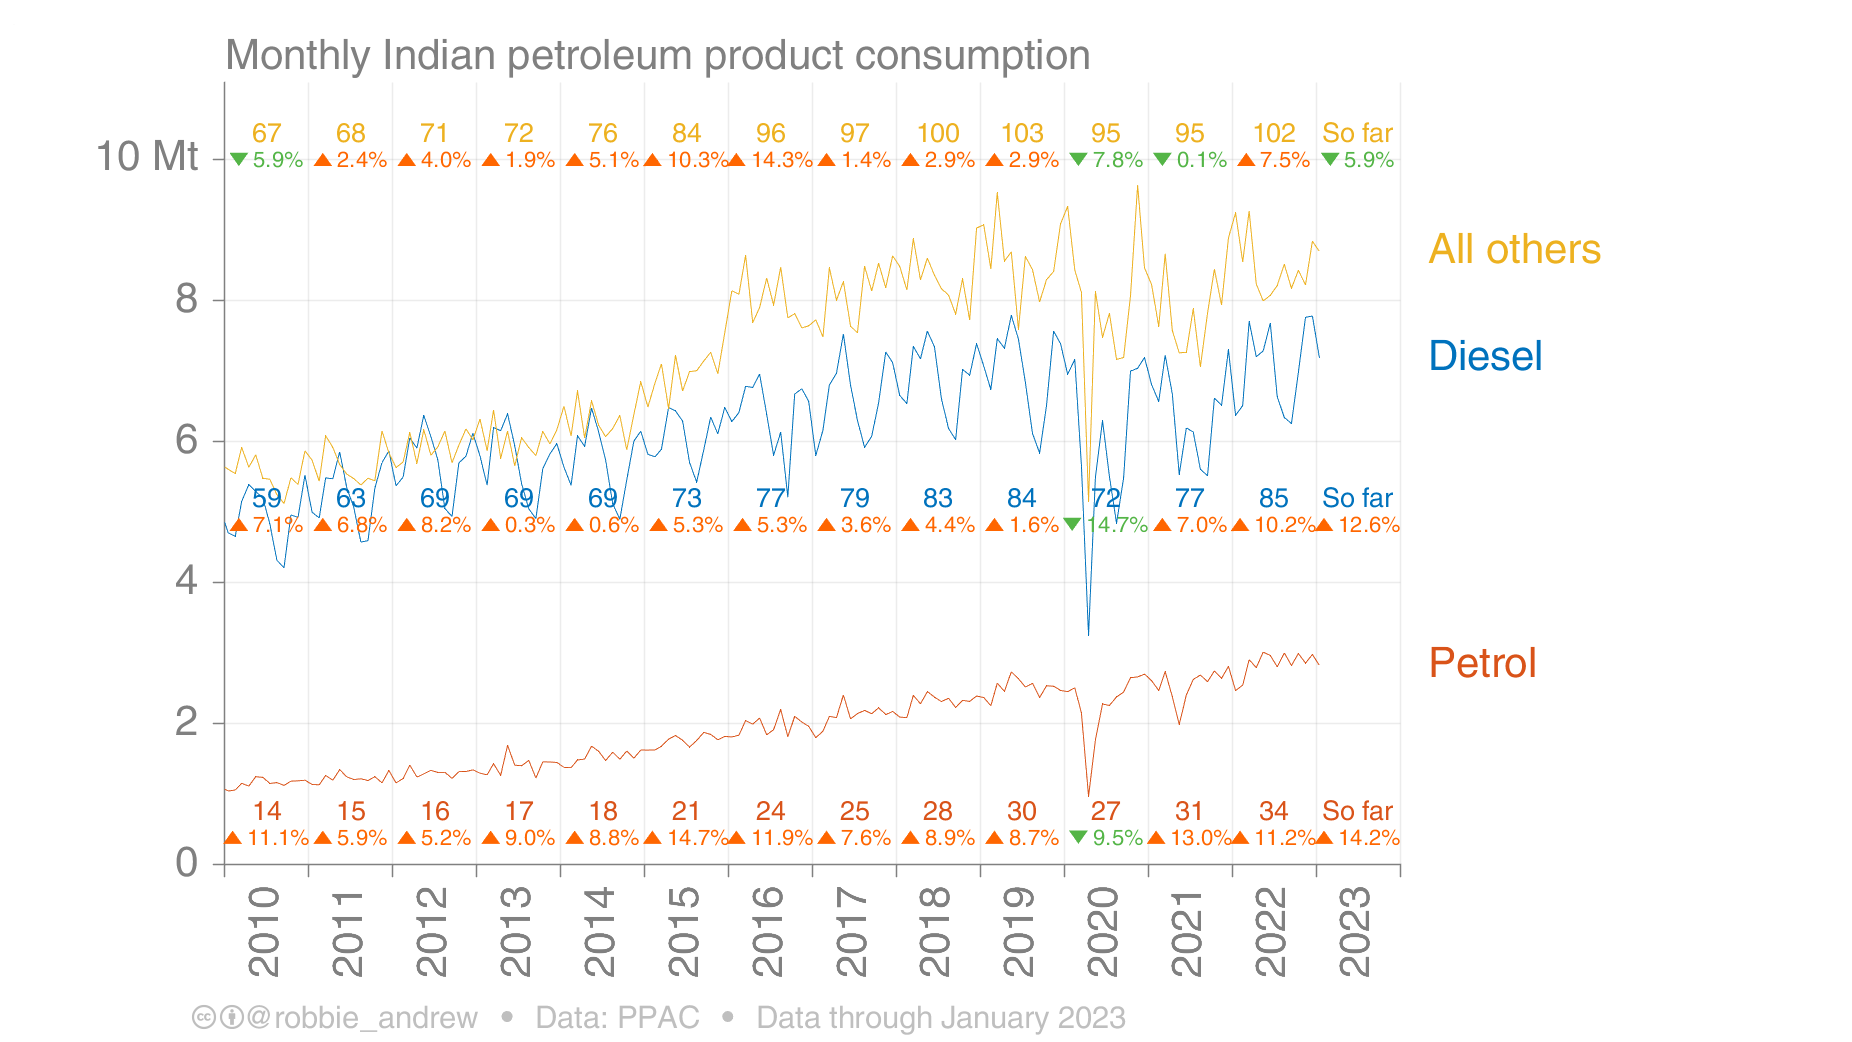 Monthly Indian petroleum product consumption
67 68 71 72 76 84 96 97 100 103 95 95 102 So far
10 Mt ▼ 5.9% ▲ 2.4% ▲ 4.0% ▲ 1.9% ▲ 5.1% ▲ 10.3% ▲ 14.3% ▲ 1.4% ▲ 2.9% ▲ 2.9% ▼ 7.8% ▼ 0.1% ▲ 7.5% ▼ 5.9%
All others
8
Diesel
6
59 63 69 69 69 73 77 79 83 84 72 77 85 So far
▲ 7.1% ▲ 6.8% ▲ 8.2% ▲ 0.3% ▲ 0.6% ▲ 5.3% ▲ 5.3% ▲ 3.6% ▲ 4.4% ▲ 1.6% ▼ 14.7% ▲ 7.0% ▲ 10.2% ▲ 12.6%
4
Petrol
2
14 15 16 17 18 21 24 25 28 30 27 31 34 So far
▲ 11.1% ▲ 5.9% ▲ 5.2% ▲ 9.0% ▲ 8.8% ▲ 14.7% ▲ 11.9% ▲ 7.6% ▲ 8.9% ▲ 8.7% ▼ 9.5% ▲ 13.0% ▲ 11.2% ▲ 14.2%
0
2010 2011 2012 2013 2014 2015 2016 2017 2018 2019 2020 2021 2022 2023
cc @robbie_andrew • Data: PPAC • Data through January 2023